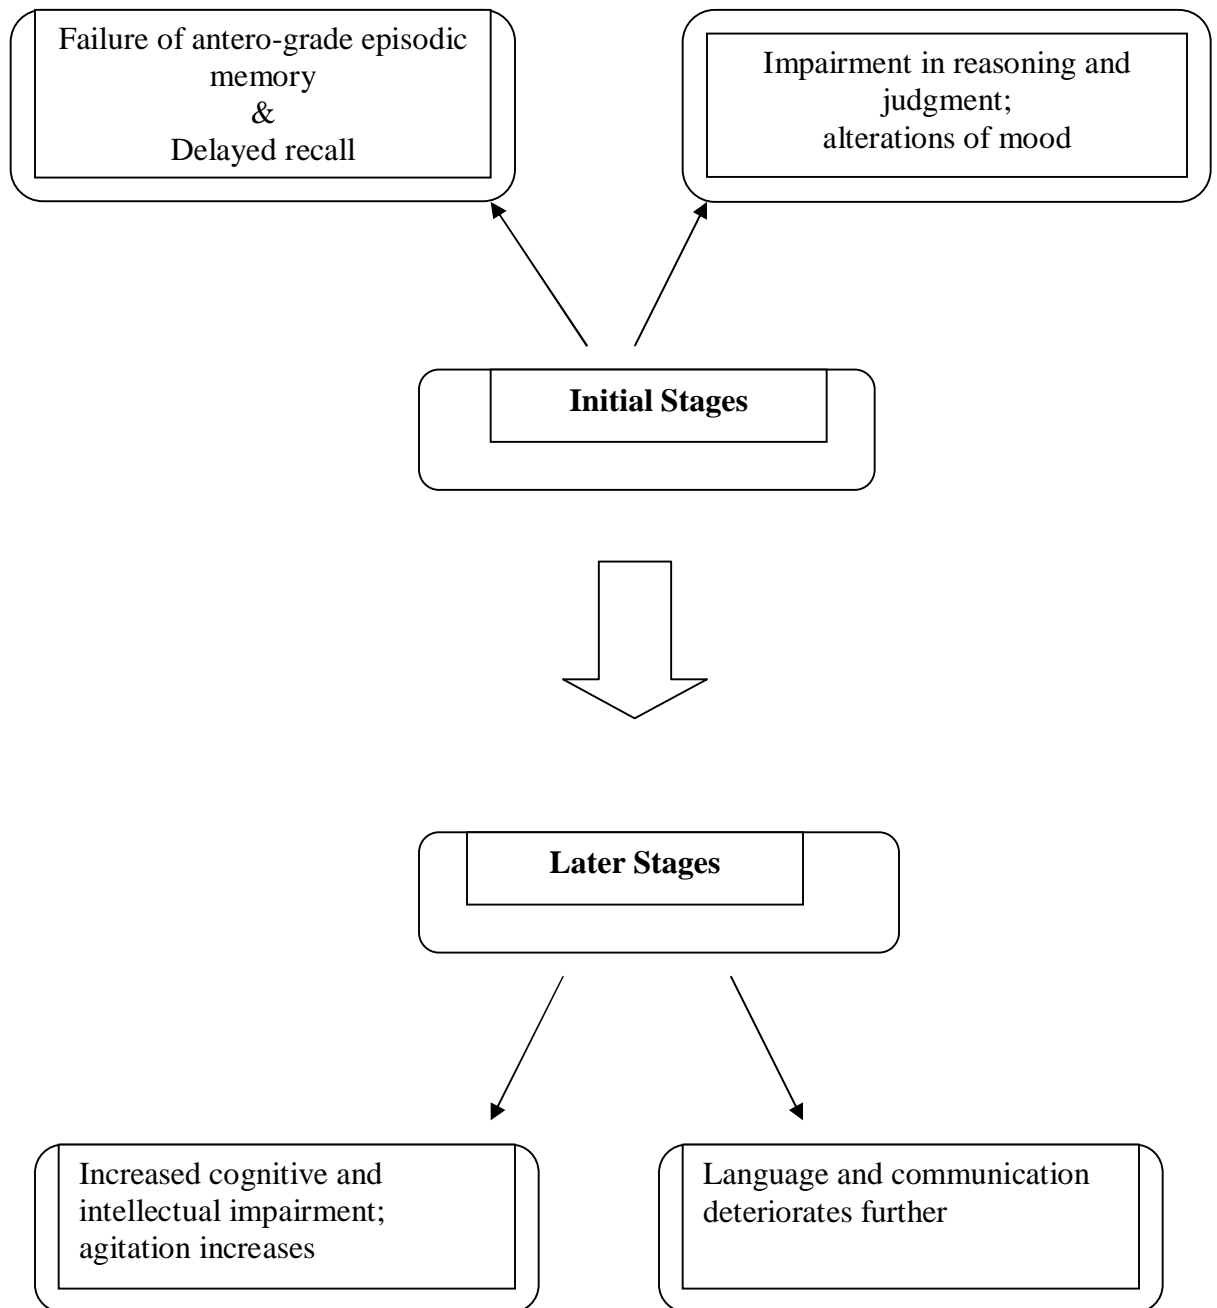 Failure of antero-grade episodic
memory
&
Delayed recall
Impairment in reasoning and
judgment;
alterations of mood
Initial Stages
Later Stages
Increased cognitive and
intellectual impairment;
agitation increases
Language and communication
deteriorates further